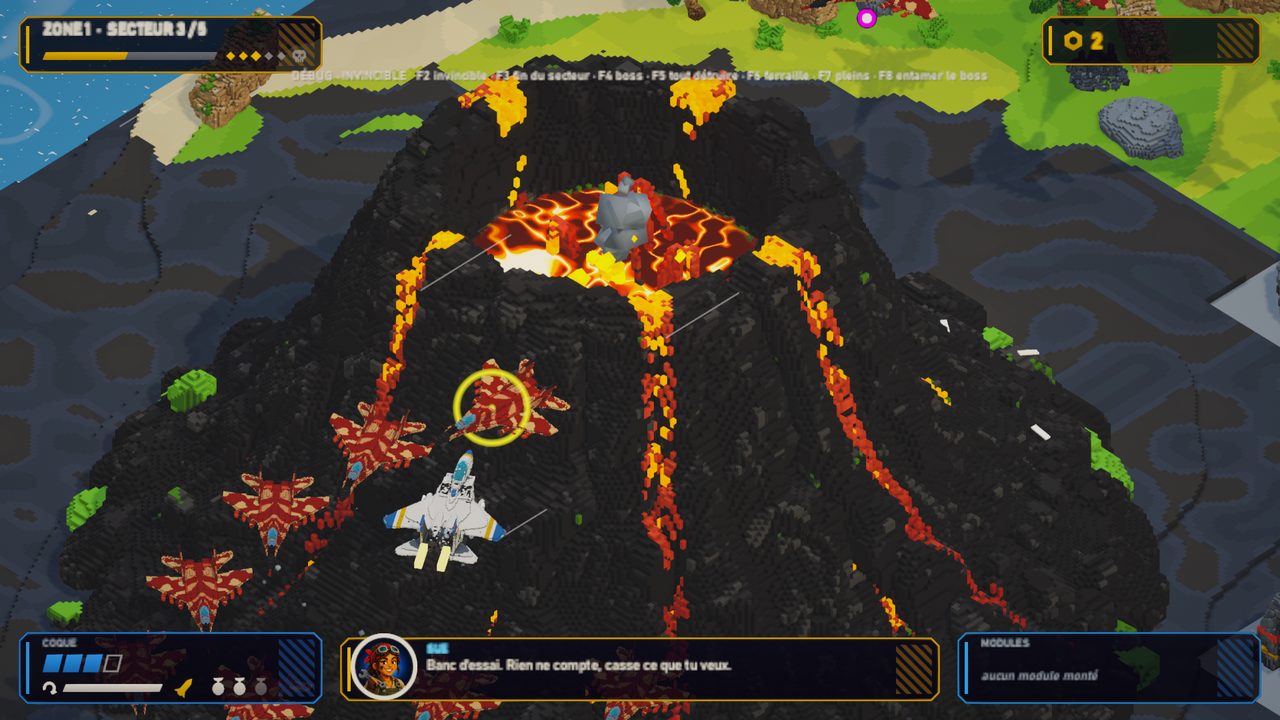 ZONE 1 - SECTEUR 3 / 5
2
DEBUG - INVINCIBLE - F2 invincible - F3 fin du secteur - F4 boss - F5 tout détruire - F6 ferraille - F7 pleins - F8 entamer le boss
COQUE
SUE
Banc d'essai. Rien ne compte, casse ce que tu veux.
MODULES
aucun module monté